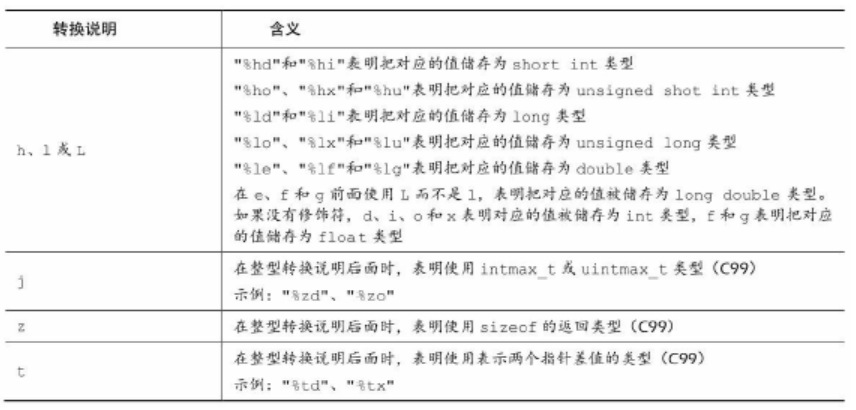 转换说明 含义
"%hd"和"%hi"表明把对应的值储存为 short int 类型
"%ho"、"%hx"和"%hu"表明把对应的值储存为 unsigned shot int 类型
"%ld"和"%li"表明把对应的值储存为 long 类型
h、l 或 L
"%lo"、"%lx"和"%lu"表明把对应的值储存为 unsigned long 类型
"%le"、"%lf"和"%lg"表明把对应的值储存为 double 类型
在 e、f 和 g 前面使用 L 而不是 l，表明把对应的值被储存为 long double 类型。
如果没有修饰符，d、i、o 和 x 表明对应的值被储存为 int 类型，f 和 g 表明把对应
的值储存为 float 类型
j
在整型转换说明后面时，表明使用 intmax_t 或 uintmax_t 类型（C99）
示例："%zd"、"%zo"
z 在整型转换说明后面时，表明使用 sizeof 的返回类型（C99）
t
在整型转换说明后面时，表明使用表示两个指针差值的类型（C99）
示例："%td"、"%tx"